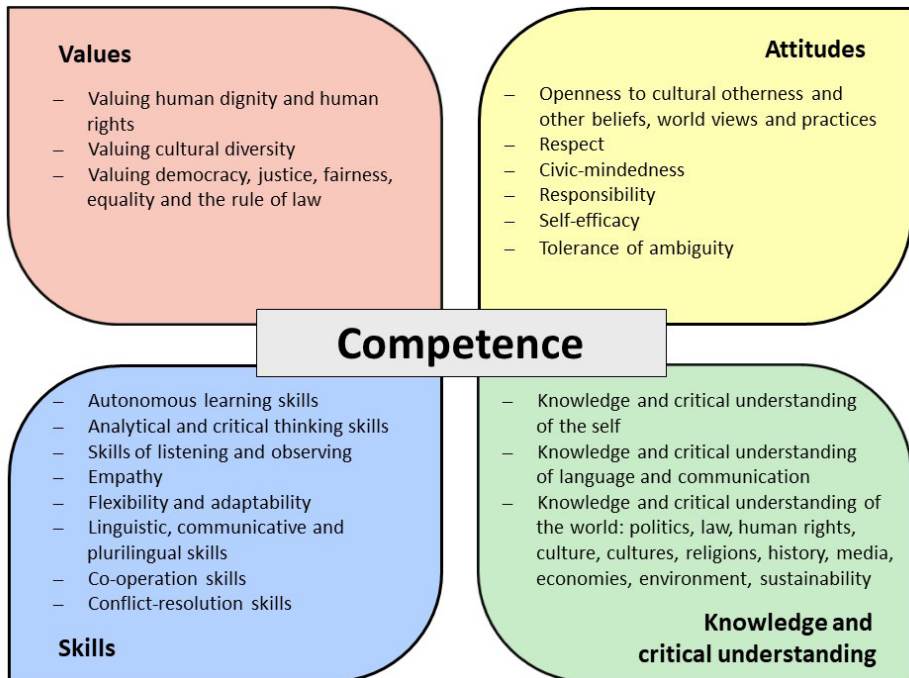 Values
– Valuing human dignity and human
rights
– Valuing cultural diversity
– Valuing democracy, justice, fairness,
equality and the rule of law
Attitudes
– Openness to cultural otherness and
other beliefs, world views and practices
– Respect
– Civic-mindedness
– Responsibility
– Self-efficacy
– Tolerance of ambiguity
Competence
– Autonomous learning skills
– Analytical and critical thinking skills
– Skills of listening and observing
– Empathy
– Flexibility and adaptability
– Linguistic, communicative and
plurilingual skills
– Co-operation skills
– Conflict-resolution skills
Skills
– Knowledge and critical understanding
of the self
– Knowledge and critical understanding
of language and communication
– Knowledge and critical understanding of
the world: politics, law, human rights,
culture, cultures, religions, history, media,
economies, environment, sustainability
Knowledge and
critical understanding